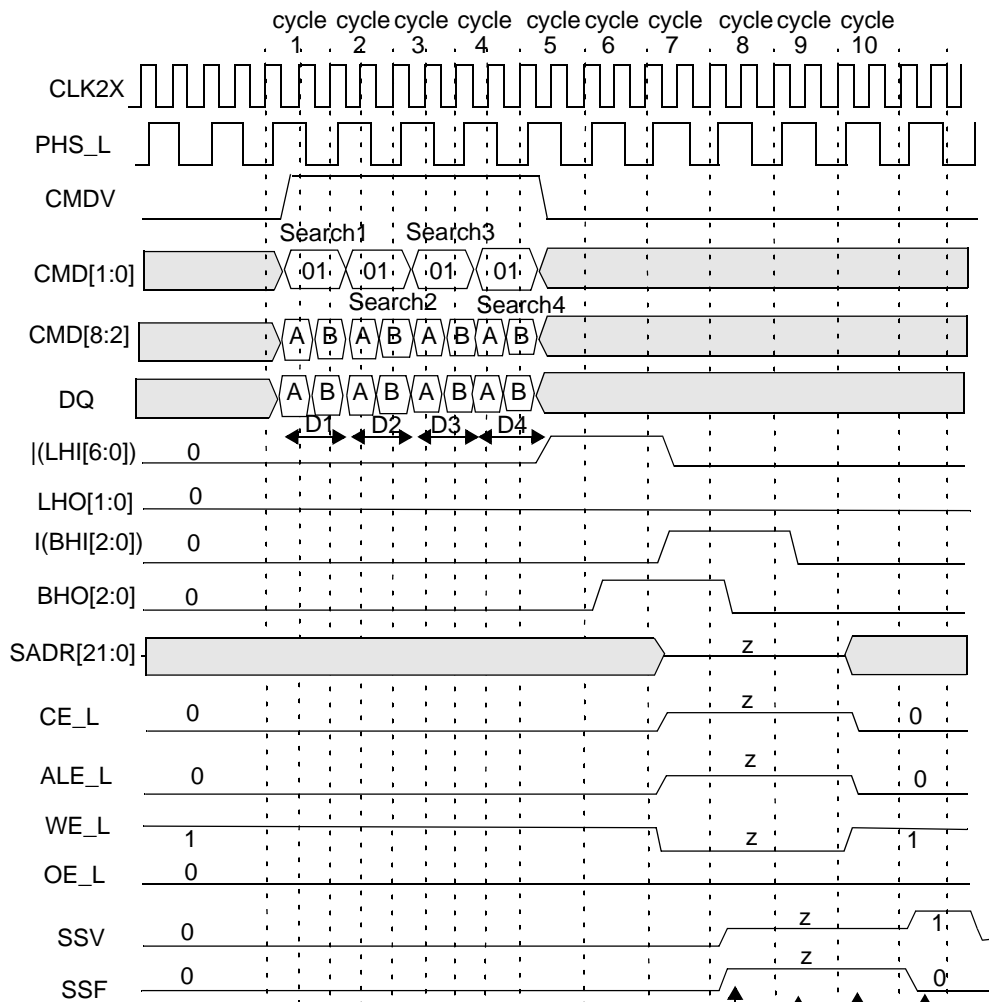 cycle cycle cycle cycle cycle cycle cycle cycle cycle cycle
1 2 3 4 5 6 7 8 9 10
CLK2X
PHS_L
CMDV
Search1 Search3
CMD[1:0] 01 01 01 01
Search2 Search4
CMD[8:2] A B A B A B A B
DQ A B A B A B A B
D1 D2 D3 D4
|(LHI[6:0]) 0
LHO[1:0] 0
I(BHI[2:0]) 0
BHO[2:0] 0
SADR[21:0] z
CE_L 0 z 0
ALE_L 0 z 0
WE_L 1 z 1
OE_L 0
SSV 0 z 1
SSF 0 z 0